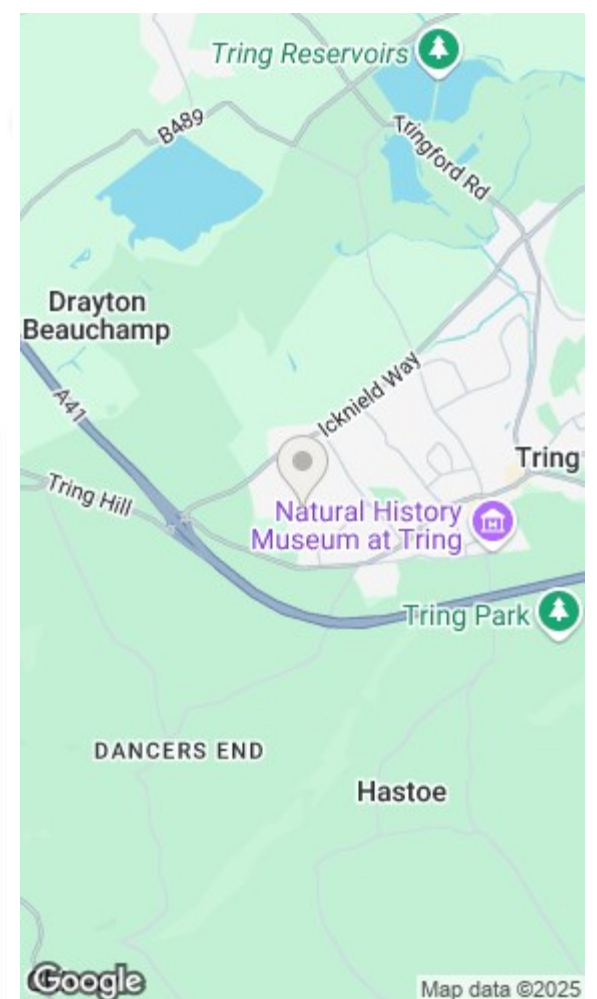 Tring Reservoirs
B489
Tringford Rd
Drayton
Beauchamp
A41
Icknield Way
Tring Hill
Tring
Natural History
Museum at Tring
Tring Park
DANCERS END
Hastoe
Google
Map data ©2025